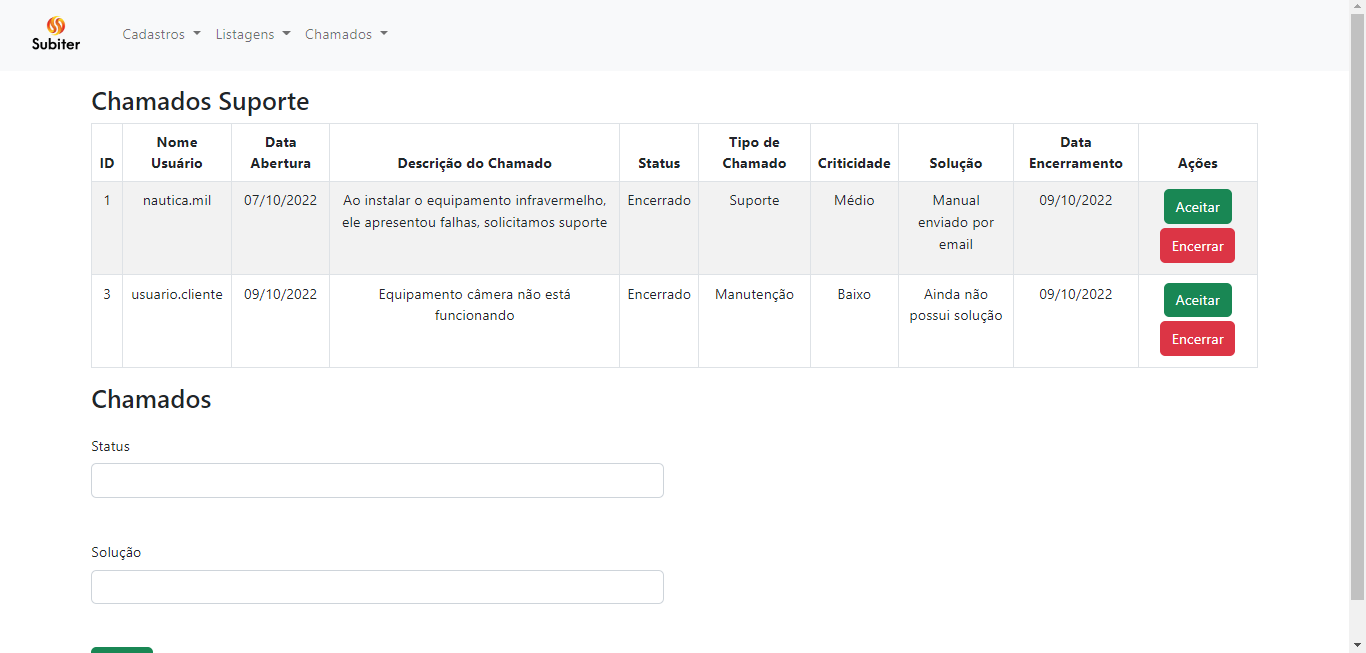 Subiter
Cadastros
Listagens
Chamados
Chamados Suporte
ID
Nome
Usuário
Data
Abertura
Descrição do Chamado
Status
Tipo de
Chamado
Criticidade
Solução
Data
Encerramento
Ações
1
nautica.mil
07/10/2022
Ao instalar o equipamento infravermelho,
ele apresentou falhas, solicitamos suporte
Encerrado
Suporte
Médio
Manual
enviado por
email
09/10/2022
Aceitar
Encerrar
3
usuario.cliente
09/10/2022
Equipamento câmera não está
funcionando
Encerrado
Manutenção
Baixo
Ainda não
possui solução
09/10/2022
Aceitar
Encerrar
Chamados
Status
Solução